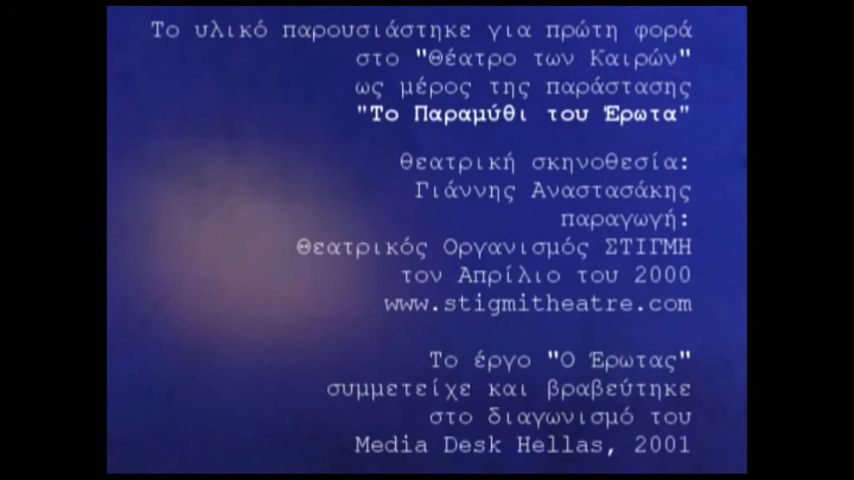 Το υλικό παρουσιάστηκε για πρώτη φορά
στο "Θέατρο των Καιρών"
ως μέρος της παράστασης
"Το Παραμύθι του Έρωτα"
θεατρική σκηνοθεσία:
Γιάννης Αναστασάκης
παραγωγή:
Θεατρικός Οργανισμός ΣΤΙΓΜΗ
τον Απρίλιο του 2000
www.stigmitheatre.com
Το έργο "Ο Έρωτας"
συμμετείχε και βραβεύτηκε
στο διαγωνισμό του
Media Desk Hellas, 2001